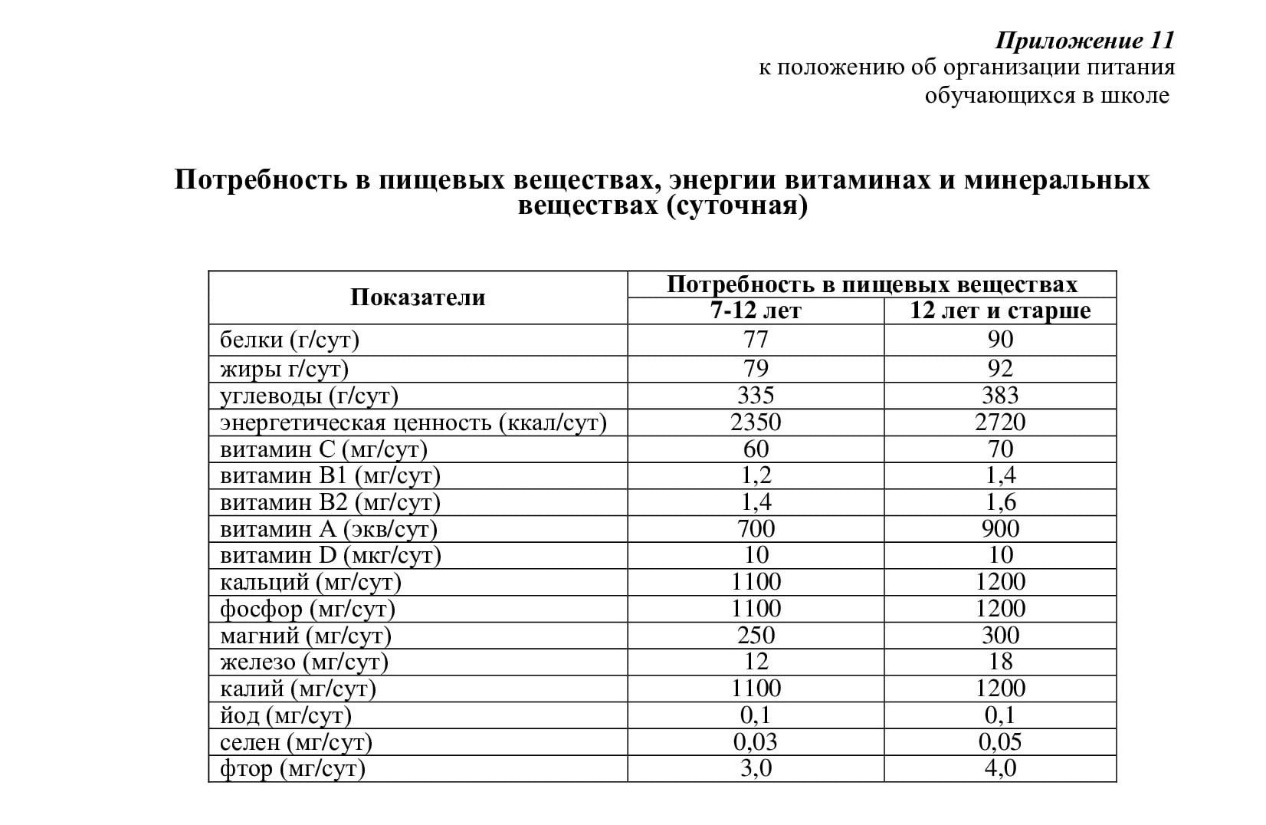 Приложение 11
к положению об организации питания
обучающихся в школе
Потребность в пищевых веществах, энергии витаминах и минеральных
веществах (суточная)
Показатели
Потребность в пищевых веществах
7-12 лет 12 лет и старше
белки (г/сут) 77 90
жиры г/сут) 79 92
углеводы (г/сут) 335 383
энергетическая ценность (ккал/сут) 2350 2720
витамин С (мг/сут) 60 70
витамин В1 (мг/сут) 1,2 1,4
витамин В2 (мг/сут) 1,4 1,6
витамин А (экв/сут) 700 900
витамин D (мкг/сут) 10 10
кальций (мг/сут) 1100 1200
фосфор (мг/сут) 1100 1200
магний (мг/сут) 250 300
железо (мг/сут) 12 18
калий (мг/сут) 1100 1200
йод (мг/сут) 0,1 0,1
селен (мг/сут) 0,03 0,05
фтор (мг/сут) 3,0 4,0